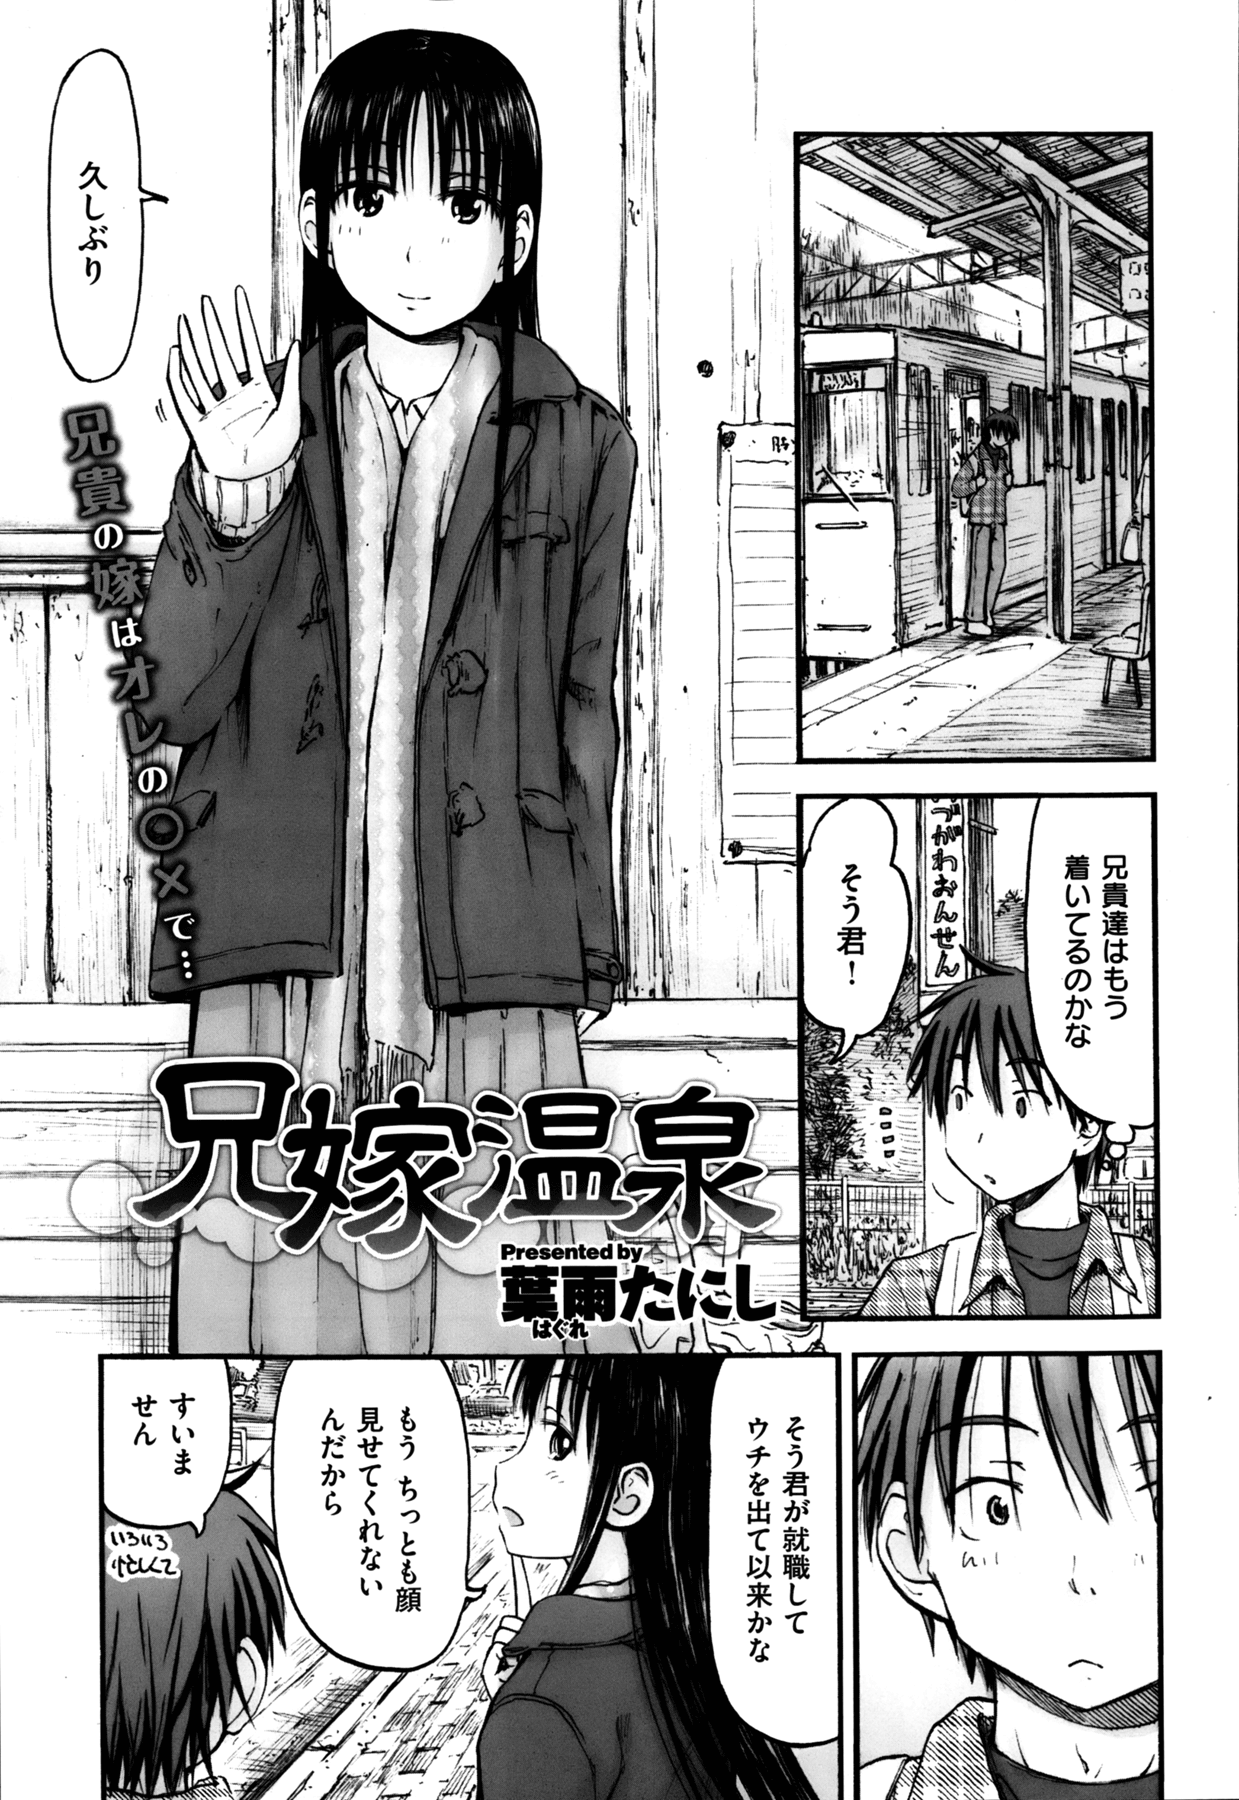 兄貴達はもう
着いてるのかな
づがわおんせん
そう君！
久しぶり
兄貴の嫁はオレの〇×で…
兄嫁温泉
Presented by
葉雨たにし
はぐれ
そう君が就職して
ウチを出て以来かな
もう ちっとも顔
見せてくれない
んだから
すいま
せん
いろいろ
忙しくて